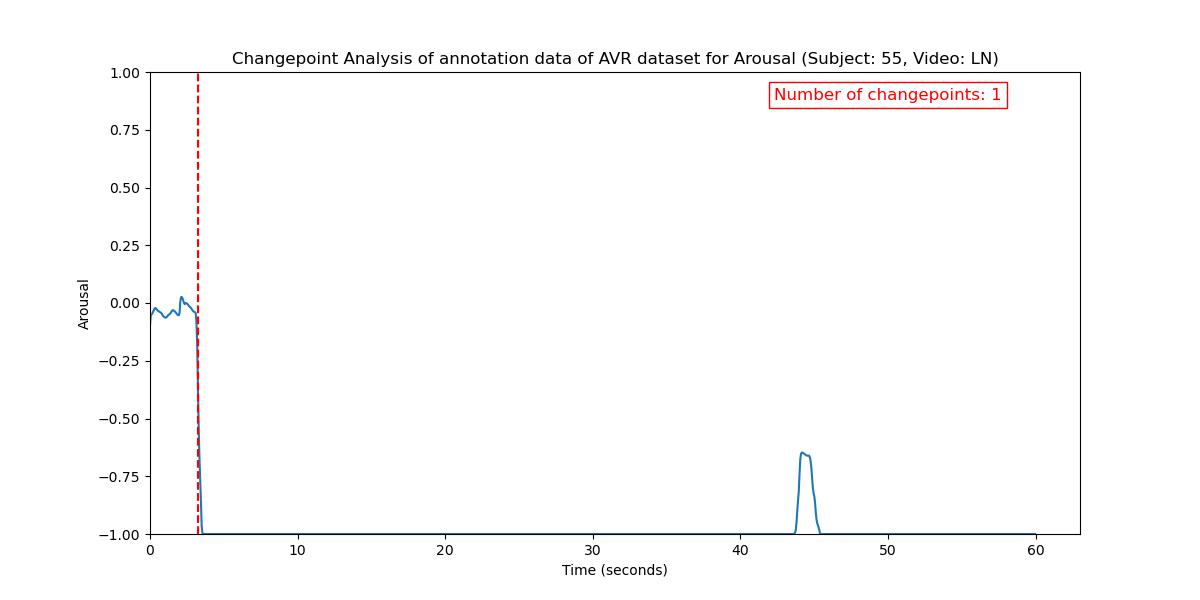 Changepoint Analysis of annotation data of AVR dataset for Arousal (Subject: 55, Video: LN)
Number of changepoints: 1
1.00
0.75
0.50
0.25
0.00
−0.25
−0.50
−0.75
−1.00
Arousal
0 10 20 30 40 50 60
Time (seconds)